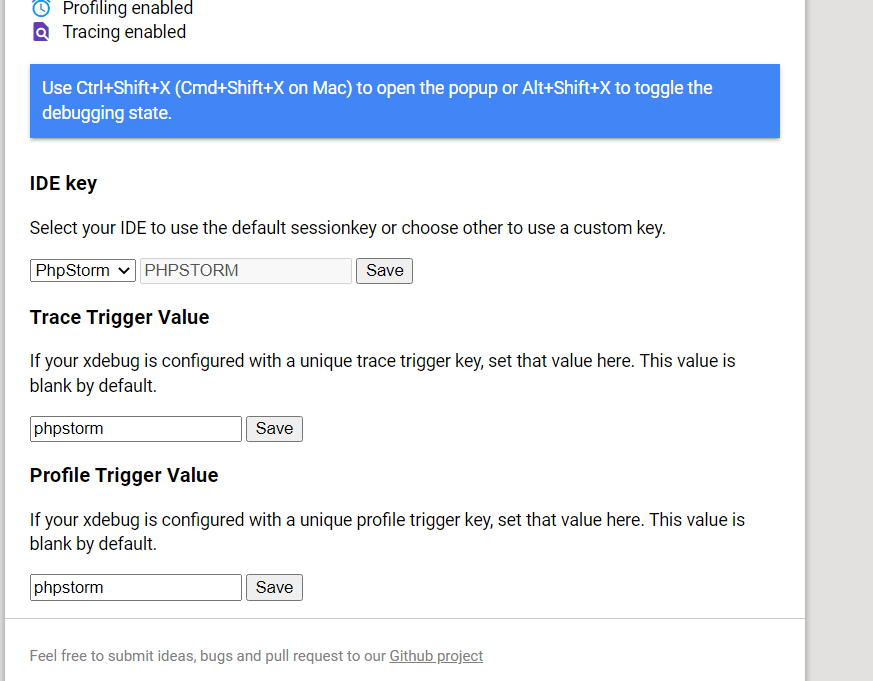 Profiling enabled
Tracing enabled
Use Ctrl+Shift+X (Cmd+Shift+X on Mac) to open the popup or Alt+Shift+X to toggle the
debugging state.
IDE key
Select your IDE to use the default sessionkey or choose other to use a custom key.
PhpStorm PHPSTORM Save
Trace Trigger Value
If your xdebug is configured with a unique trace trigger key, set that value here. This value is
blank by default.
phpstorm Save
Profile Trigger Value
If your xdebug is configured with a unique profile trigger key, set that value here. This value is
blank by default.
phpstorm Save
Feel free to submit ideas, bugs and pull request to our Github project